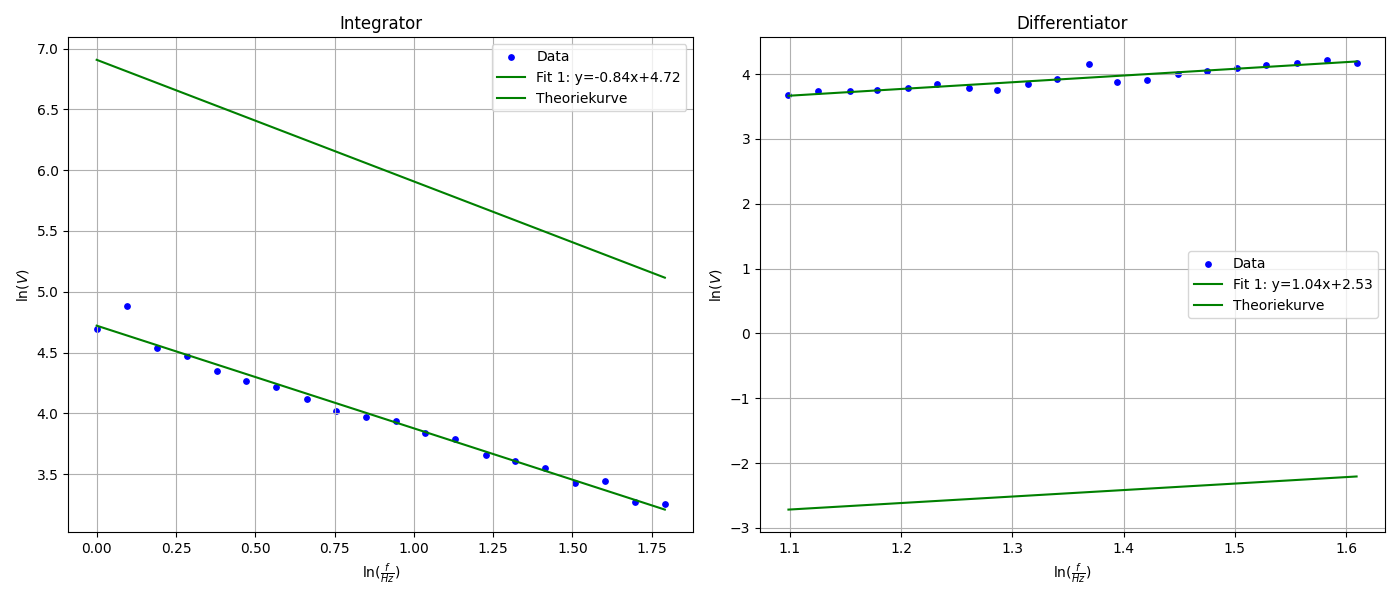 Integrator
7.0
6.5
6.0
5.5
5.0
4.5
4.0
3.5
ln(V)
0.00 0.25 0.50 0.75 1.00 1.25 1.50 1.75
ln(f/Hz)
Data
Fit 1: y=-0.84x+4.72
Theoriekurve
Differentiator
4
3
2
1
0
−1
−2
−3
ln(V)
1.1 1.2 1.3 1.4 1.5 1.6
ln(f/Hz)
Data
Fit 1: y=1.04x+2.53
Theoriekurve